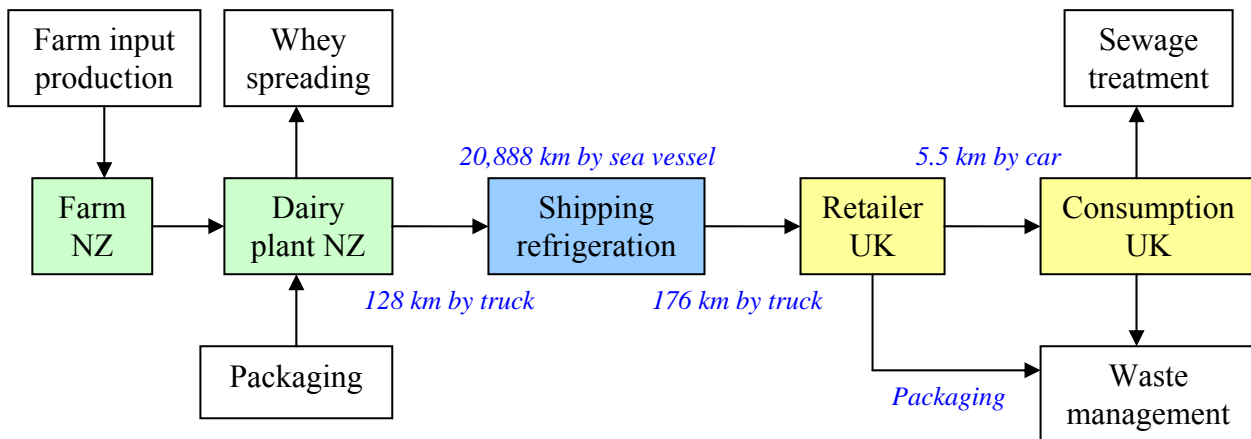 Farm input
production
Whey
spreading
Sewage
treatment
20,888 km by sea vessel
5.5 km by car
Farm
NZ
Dairy
plant NZ
Shipping
refrigeration
Retailer
UK
Consumption
UK
128 km by truck
176 km by truck
Packaging
Packaging
Waste
management